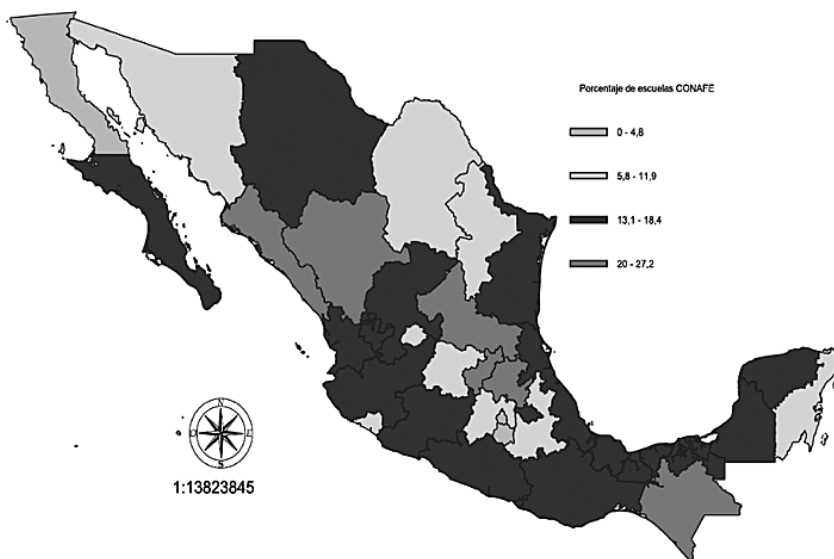 Porcentaje de escuelas CONAFE
0 - 4,8
5,8 - 11,9
13,1 - 18,4
20 - 27,2
N
O
E
S
1:13823845